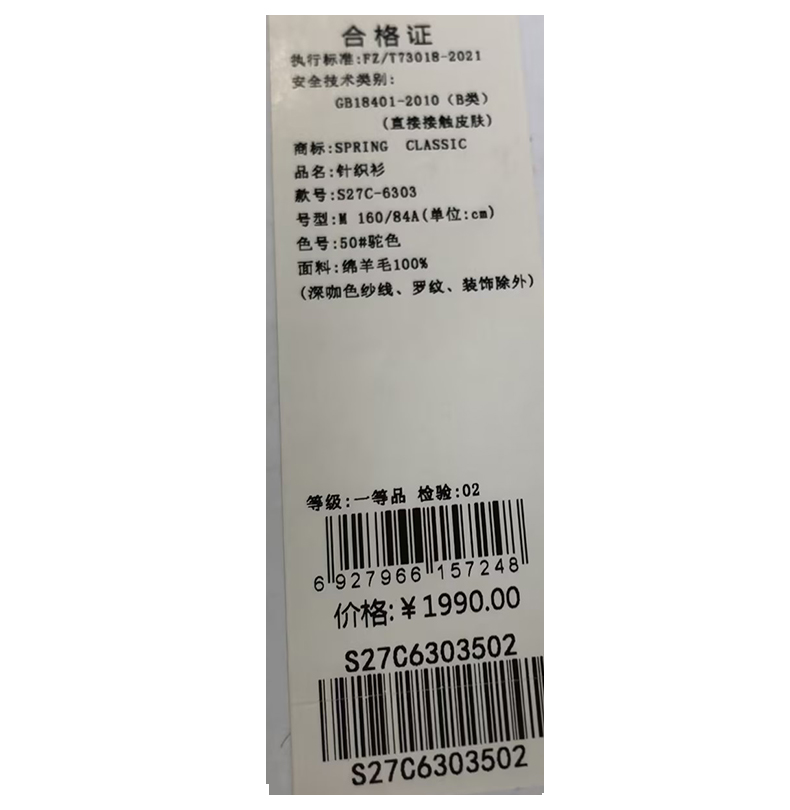 合格证
执行标准:FZ/T73018-2021
安全技术类别:
GB18401-2010（B类）
(直接接触皮肤)
商标:SPRING CLASSIC
品名:针织衫
款号:S27C-6303
号型:M 160/84A(单位:cm)
色号:50#驼色
面料:绵羊毛100%
(深咖色纱线、罗纹、装饰除外)
等级:一等品 检验:02
6 927966 157248
价格:￥1990.00
S27C6303502
S27C6303502